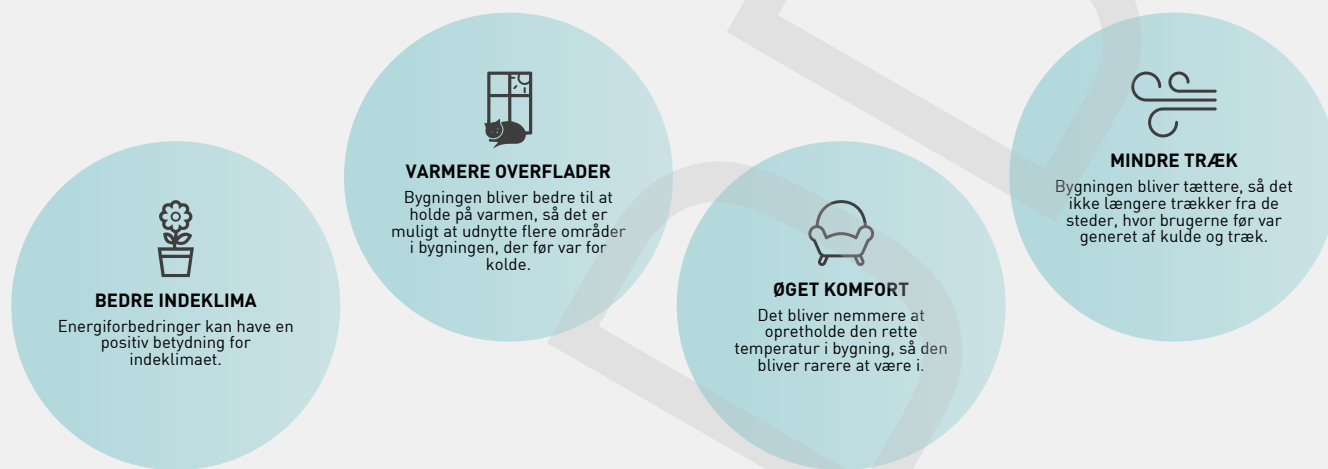 BEDRE INDEKLIMA
Energiforbedringer kan have en
positiv betydning for
indeklimaet.
VARMERE OVERFLADER
Bygningen bliver bedre til at
holde på varmen, så det er
muligt at udnytte flere områder
i bygningen, der før var for
kolde.
ØGET KOMFORT
Det bliver nemmere at
opretholde den rette
temperatur i bygning, så den
bliver rarere at være i.
MINDRE TRÆK
Bygningen bliver tættere, så det
ikke længere trækker fra de
steder, hvor brugerne før var
generet af kulde og træk.